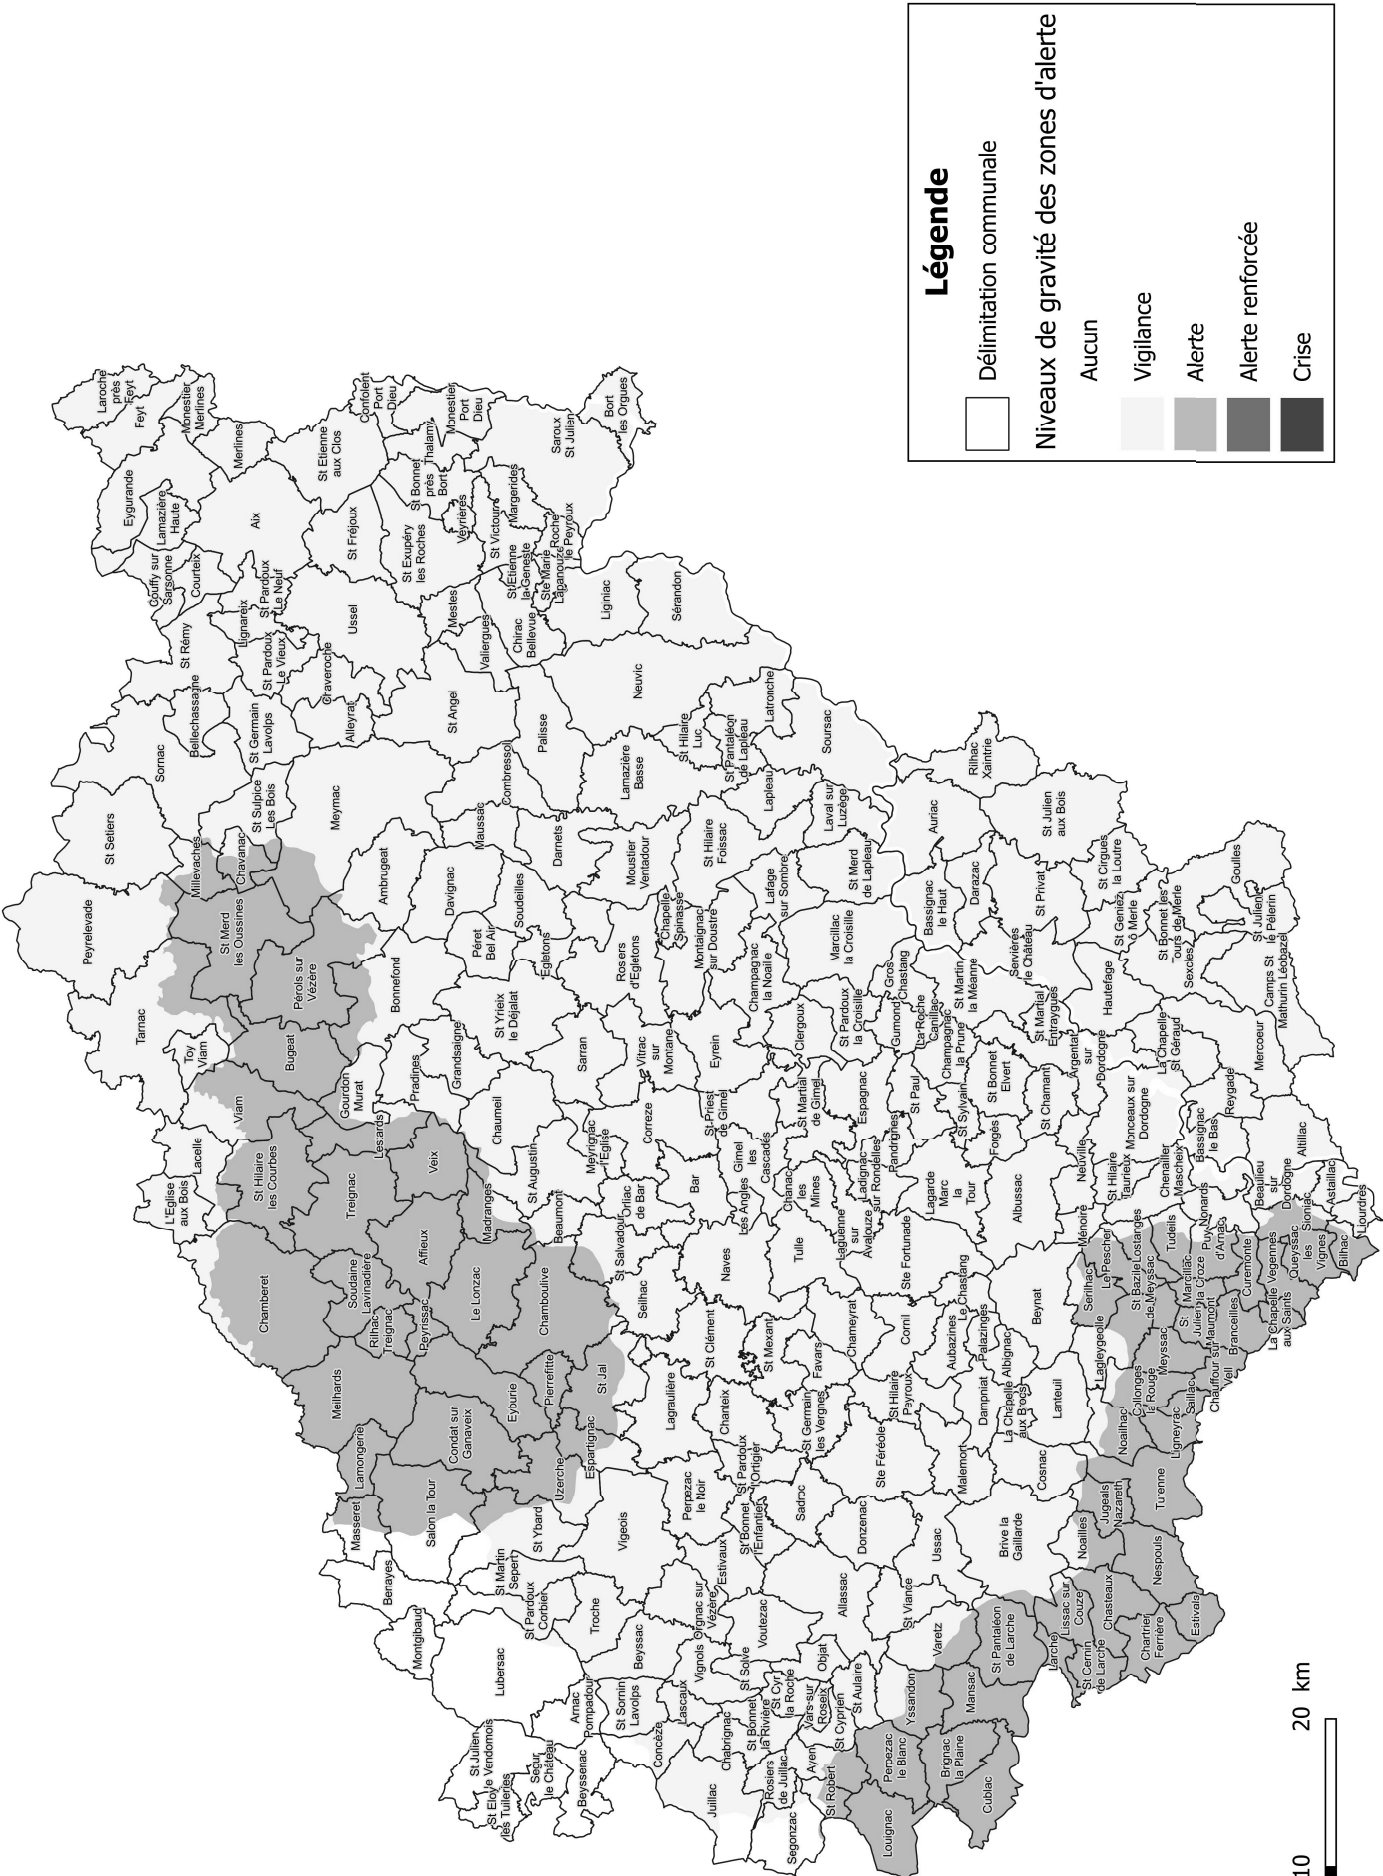 Louignac
St Robert
Segonzac
Rosiers
de Juillac
Ayen
Juillac
Chabrignac
Concèze
Perpezac
le Blanc
Cublac
Brignac
la Plaine
Mansac
Yssandon
St Cyprien
Vars-sur
Roseix
St Aulaire
Objat
St Cyr
la Roche
St Bonnet
la Rivière
St Solve
Lascaux
Vignols
St Sornin
Lavolps
Arnac
Pompadour
Beyssenac
Segur
le Château
St Eloy
les Tuileries
St Julien
le Vendomois
Lubersac
Montgibaud
Benayes
Beyssac
Troche
St Pardoux
Corbier
St Martin
Sepert
Orgnac sur
Vézère
Voutezac
Estivaux
Allassac
St Viance
Varetz
St Pantaléon
de Larche
Larche
St Cernin
de Larche
Lissac sur
Couze
Chasteaux
Chartrier
Ferrière
Estivals
Nespouls
Noailles
Jugeals
Nazareth
Turenne
Brive la
Gaillarde
Ussac
Donzenac
Sadroc
St Bonnet
l'Enfantier
St Pardoux
l'Ortigier
Perpezac
le Noir
Vigeois
St Ybard
Uzerche
Espartignac
Salon la Tour
Masseret
Lamongerie
Meilhards
Condat sur
Ganaveix
Eyburie
Pierrefitte
St Jal
Lagraulière
Chanteix
St Germain
les Vergnes
Ste Féréole
Malemort
Cosnac
Lanteuil
Dampniat
La Chapelle
aux Brocs
Albignac
Palazinges
Aubazines
Le Chastang
St Hilaire
Peyroux
Cornil
Chameyrat
Favars
St Mexant
St Clément
Naves
Seilhac
St Salvadour
Chamboulive
Le Lonzac
Peyrissac
Rilhac
Treignac
Soudaine
Lavinadière
Affieux
Chamberet
Treignac
Veix
Madranges
Beaumont
St Augustin
Orliac
de Bar
Meyrignac
l'Eglise
Correze
Bar
Les Angles
Gimel
les
Cascades
St Priest
de Gimel
Tulle
Chanac
les
Mines
Laguenne
sur
Avalouze
Ladignac
sur Rondelles
Ste Fortunade
Lagarde
Marc
la
Tour
Pandrignes
Espagnac
St Paul
St Martial
de Gimel
Beynat
Albussac
Ménoire
Neuville
Lagleygeolle
Serilhac
Le Pescher
Noailhac
Collonges
la Rouge
Ligneyrac
Saillac
Meyssac
St Bazile
de Meyssac
Lostanges
Tudeils
Marcillac
la Croze
St
Julien
Maumont
Chauffour sur
Vell
Branceilles
Curemonte
Puy
d'Arnac
Nonards
La Chapelle
aux Saints
Vegennes
Queyssac
les
Vignes
Bilhac
Sioniac
Liourdres
Astaillac
Beaulieu
sur
Dordogne
Altillac
Chenailler
Mascheix
St Hilaire
Taurieux
Monceaux sur
Dordogne
Bassignac
le Bas
Reygade
Mercoeur
La Chapelle
St Géraud
Argentat
sur
Dordogne
St Chamant
Forgès
St Sylvain
St Bonnet
Elvert
St Martial
Entraygues
Champagnac
la Prune
La Roche
Canillac
Gumond
St Martin
la Méanne
Gros
Chastang
St Pardoux
la Croisille
Clergoux
Marcillac
la Croisille
Champagnac
la Noaille
Eyrein
Vitrac
sur
Montane
Sarran
Chaumeil
St Yrieix
le Déjalat
Grandsaigne
Pradines
Lesards
Gourdon
Murat
Bonnefond
Bugeat
Viam
Toy
Viam
Tarnac
Lacelle
L'Eglise
aux Bois
St Hilaire
les Courbes
Pérols sur
Vézère
St Merd
les Oussines
Peyrelevade
St Setiers
Millevaches
Chavanac
St Sulpice
Les Bois
Meymac
Ambrugeat
Davignac
Péret
Bel Air
Egletons
Soudeilles
Maussac
Combressol
Darnets
Rosiers
d'Egletons
Moustier
Ventadour
Chapelle
Spinasse
Montaignac
sur Doustre
St Hilaire
Foissac
Lafage
sur Sombre
St Merd
de Lapleau
Laval sur
Luzège
Lapleau
Soursac
Latronche
St Pantaléon
de Lapleau
St Hilaire
Luc
Lamazière
Basse
Neuvic
Palisse
St Angel
Alleyrat
St Germain
Lavolps
Bellechassagne
Sornac
St Rémy
Lignareix
St Pardoux
Le Vieux
Craveroche
St Pardoux
Le Neuf
Ussel
Mestes
Valiergues
Chirac
Bellevue
Liginiac
Sérandon
Ste Marie
Lapanouze
St Etienne
la Geneste
Roche
le Peyroux
St Victour
Margerides
Veyrières
St Exupéry
les Roches
St Fréjoux
Aix
Courteix
Couffy sur
Sarsonne
Lamazière
Haute
Eygurande
Feyt
Laroche
près
Feyt
Monestier
Merlines
Merlines
St Etienne
aux Clos
Confolent
Port
Dieu
Thalamy
St Bonnet
près
Bort
Monestier
Port
Dieu
Saroux
St Julien
Bort
les Orgues
Auriac
Bassignac
le Haut
Darazac
Servières
le Château
St Privat
St Julien
aux Bois
Rilhac
Xaintrie
St Cirgues
la Loutre
St Geniez
ô Merle
Hautefage
St Bonnet les
Tours de Merle
Sexcles
Goulles
St Julien
le Pèlerin
Camps St
Mathurin Léobazel
10
20 km
Légende
Délimitation communale
Niveaux de gravité des zones d'alerte
Aucun
Vigilance
Alerte
Alerte renforcée
Crise